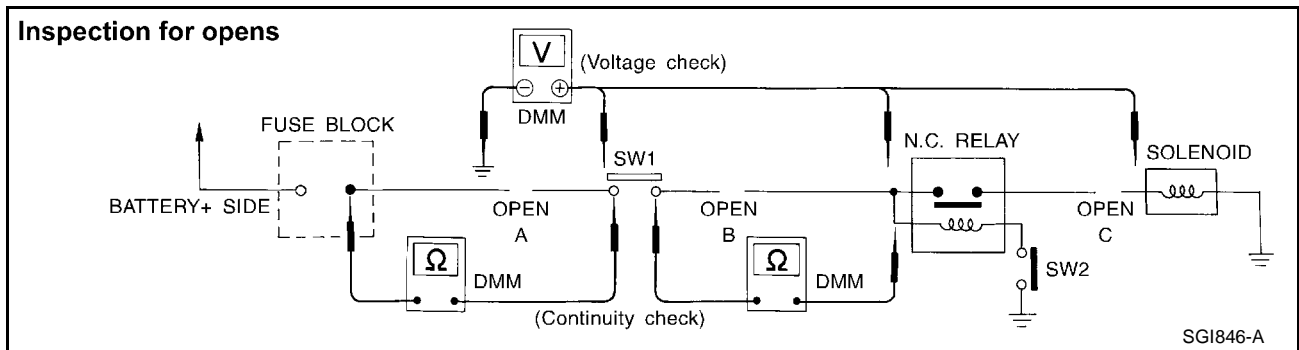 Inspection for opens
V
(Voltage check)
DMM
FUSE BLOCK
N.C. RELAY
SW1
SOLENOID
BATTERY+ SIDE
OPEN
A
OPEN
B
OPEN
C
Ω
DMM
Ω
DMM
SW2
(Continuity check)
SGI846-A